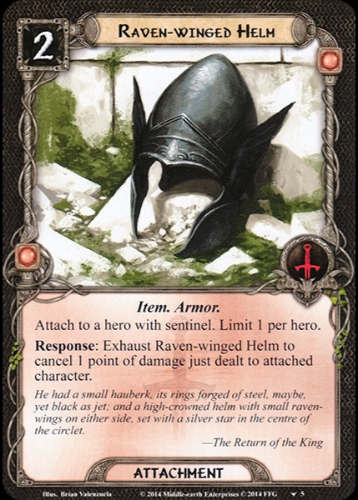 2
Raven-winged Helm
Item. Armor.
Attach to a hero with sentinel. Limit 1 per hero.
Response: Exhaust Raven-winged Helm to
cancel 1 point of damage just dealt to attached
character.
He had a small hauberk, its rings forged of steel, maybe,
yet black as jet: and a high-crowned helm with small raven-
wings on either side, set with a silver star in the centre of
the circlet.
—The Return of the King
Illus. Brian Valenzuela
ATTACHMENT
© 2014 Middle-earth Enterprises © 2014 FFG
5